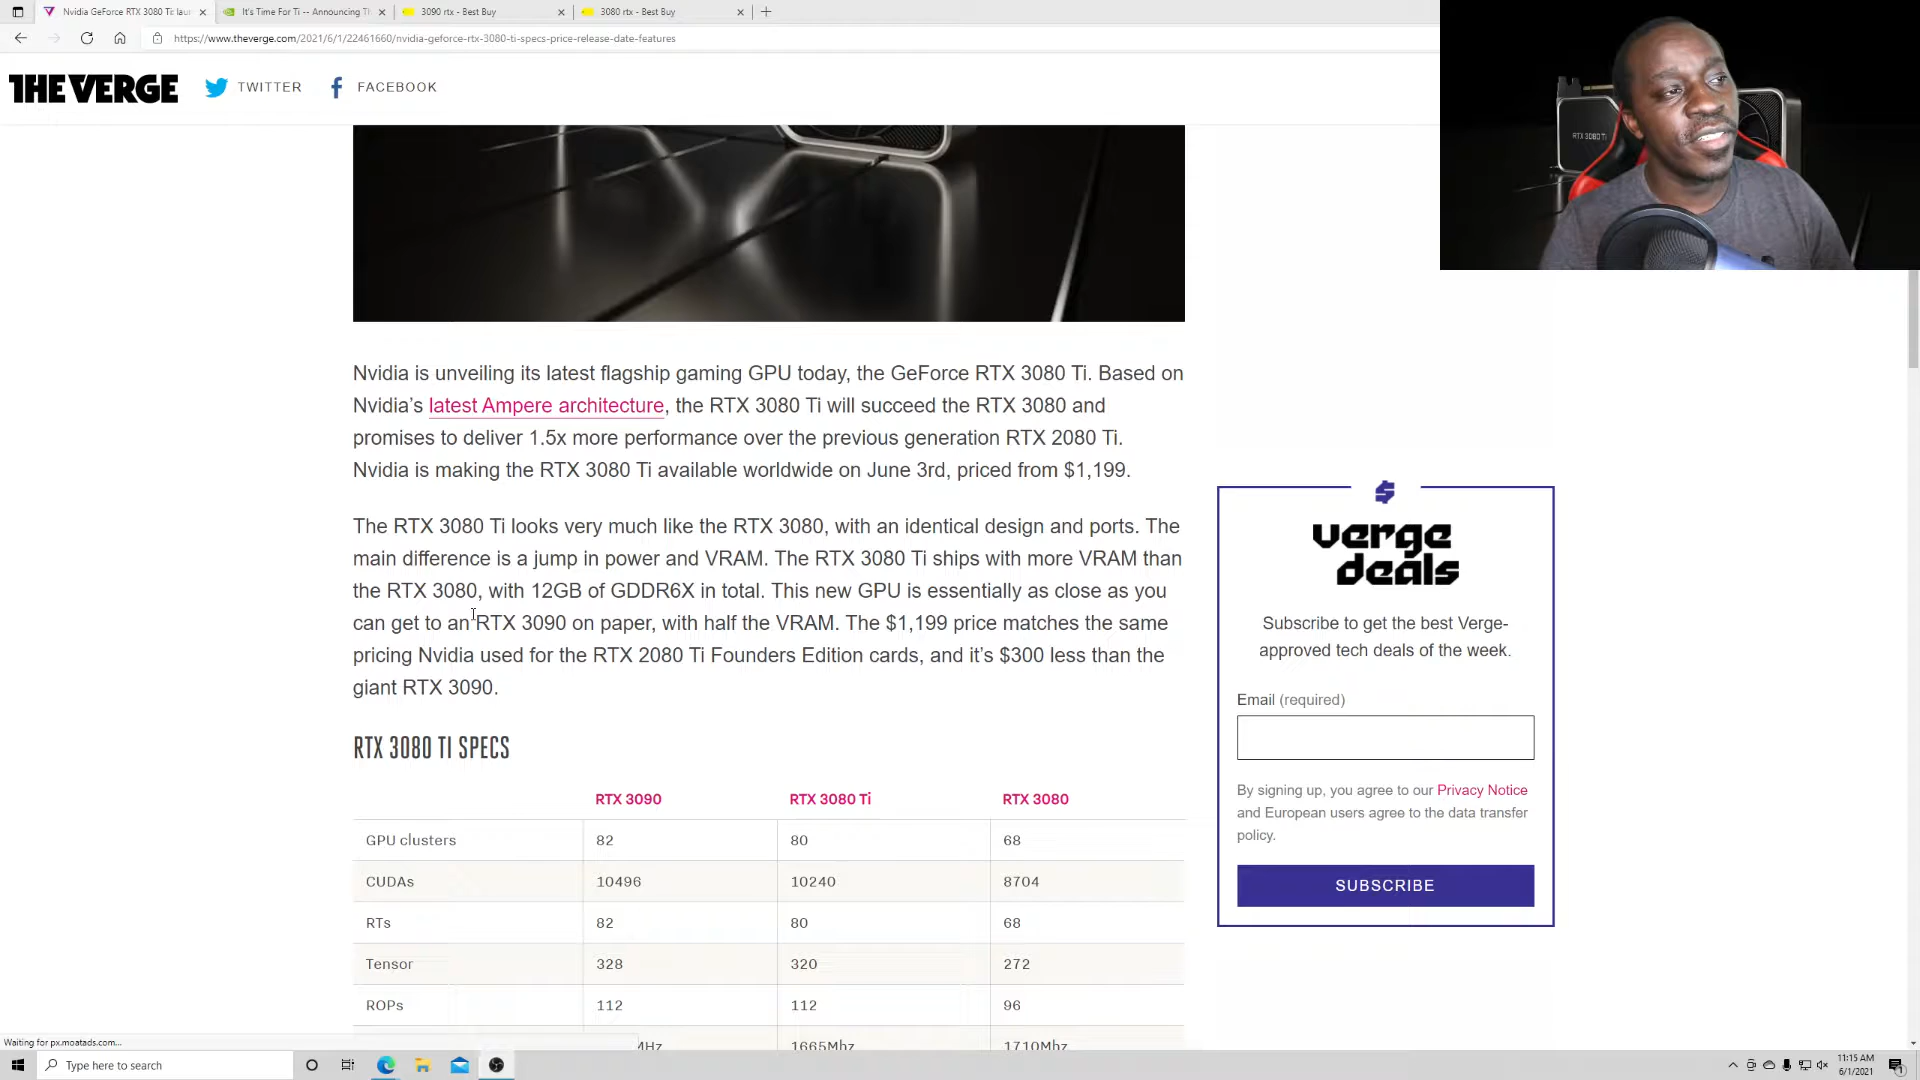 Nvidia GeForce RTX 3080 Ti: laun
It's Time For Ti -- Announcing Th
3090 rtx - Best Buy
3080 rtx - Best Buy
https://www.theverge.com/2021/6/1/22461660/nvidia-geforce-rtx-3080-ti-specs-price-release-date-features
THE VERGE
TWITTER
FACEBOOK
RTX 3080 Ti
Nvidia is unveiling its latest flagship gaming GPU today, the GeForce RTX 3080 Ti. Based on
Nvidia’s latest Ampere architecture, the RTX 3080 Ti will succeed the RTX 3080 and
promises to deliver 1.5x more performance over the previous generation RTX 2080 Ti.
Nvidia is making the RTX 3080 Ti available worldwide on June 3rd, priced from $1,199.
The RTX 3080 Ti looks very much like the RTX 3080, with an identical design and ports. The
main difference is a jump in power and VRAM. The RTX 3080 Ti ships with more VRAM than
the RTX 3080, with 12GB of GDDR6X in total. This new GPU is essentially as close as you
can get to an RTX 3090 on paper, with half the VRAM. The $1,199 price matches the same
pricing Nvidia used for the RTX 2080 Ti Founders Edition cards, and it’s $300 less than the
giant RTX 3090.
RTX 3080 TI SPECS
RTX 3090 RTX 3080 Ti RTX 3080
GPU clusters 82 80 68
CUDAs 10496 10240 8704
RTs 82 80 68
Tensor 328 320 272
ROPs 112 112 96
MHz 1665Mhz 1710Mhz
verge
deals
Subscribe to get the best Verge-
approved tech deals of the week.
Email (required)
By signing up, you agree to our Privacy Notice
and European users agree to the data transfer
policy.
SUBSCRIBE
Waiting for px.moatads.com...
Type here to search
11:15 AM
6/1/2021